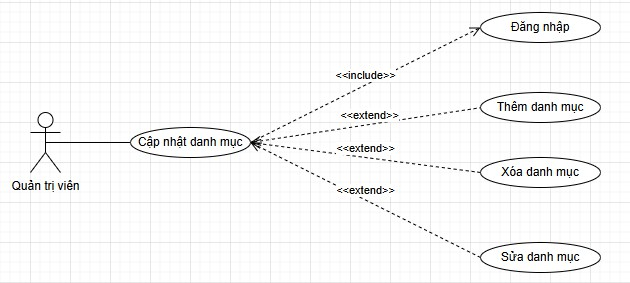 Đăng nhập
<<include>>
Thêm danh mục
<<extend>>
Cập nhật danh mục
<<extend>>
Xóa danh mục
Quản trị viên
<<extend>>
Sửa danh mục